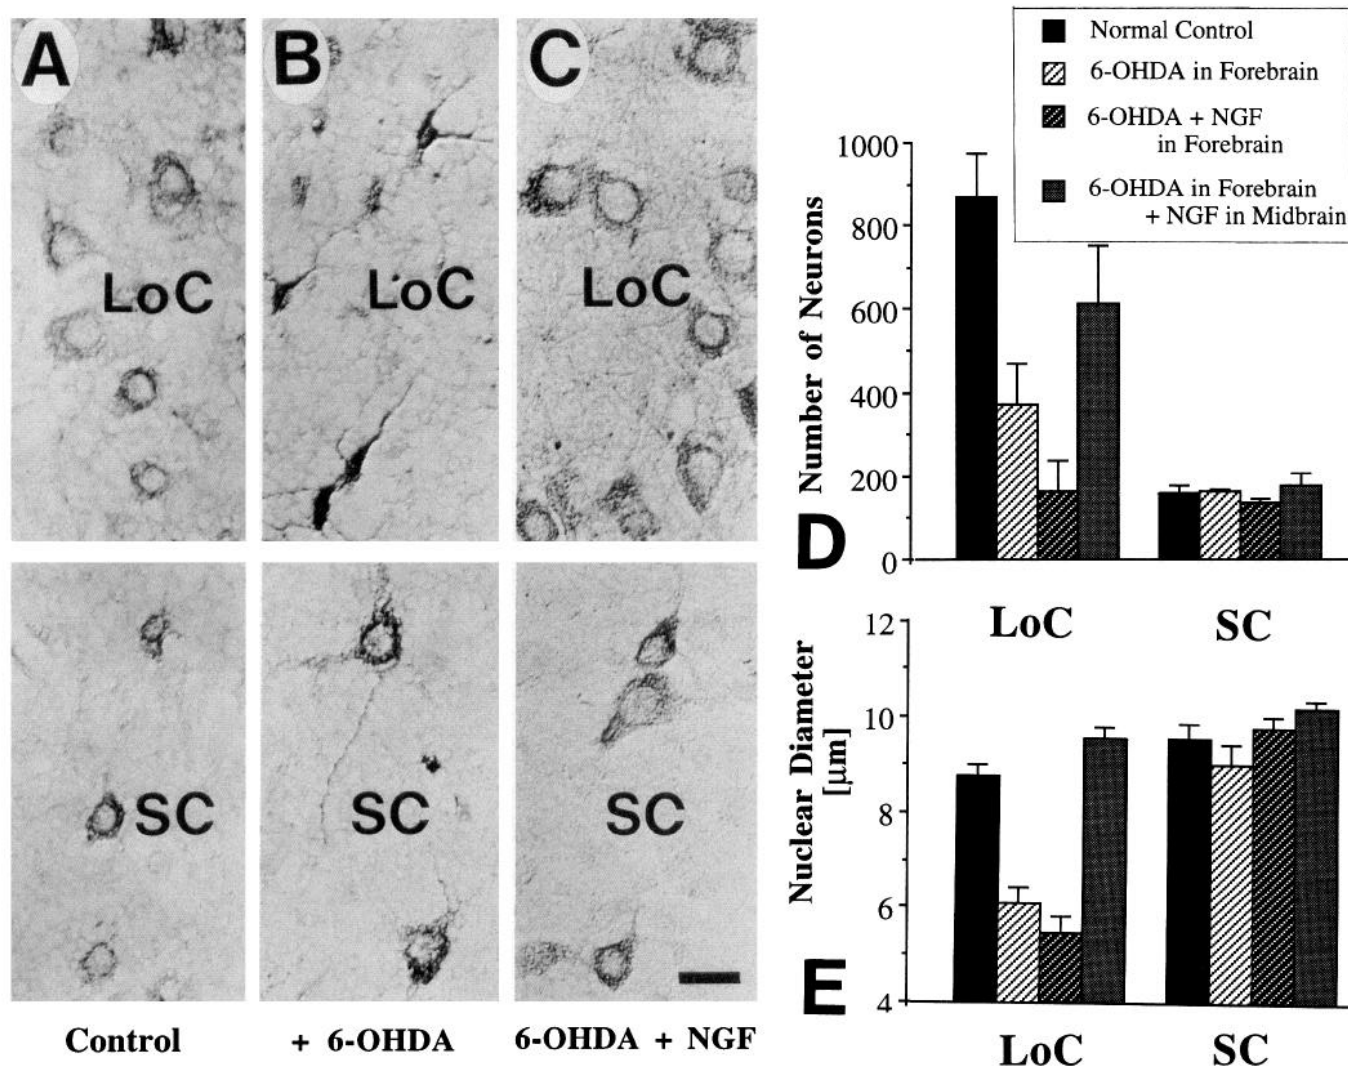 A
LoC
B
LoC
C
LoC
SC
SC
SC
Control
+ 6-OHDA
6-OHDA + NGF
Normal Control
6-OHDA in Forebrain
6-OHDA + NGF
in Forebrain
6-OHDA in Forebrain
+ NGF in Midbrain
Number of Neurons
1000
800
600
400
200
0
D
LoC
SC
Nuclear Diameter
[μm]
12
10
8
6
4
E
LoC
SC